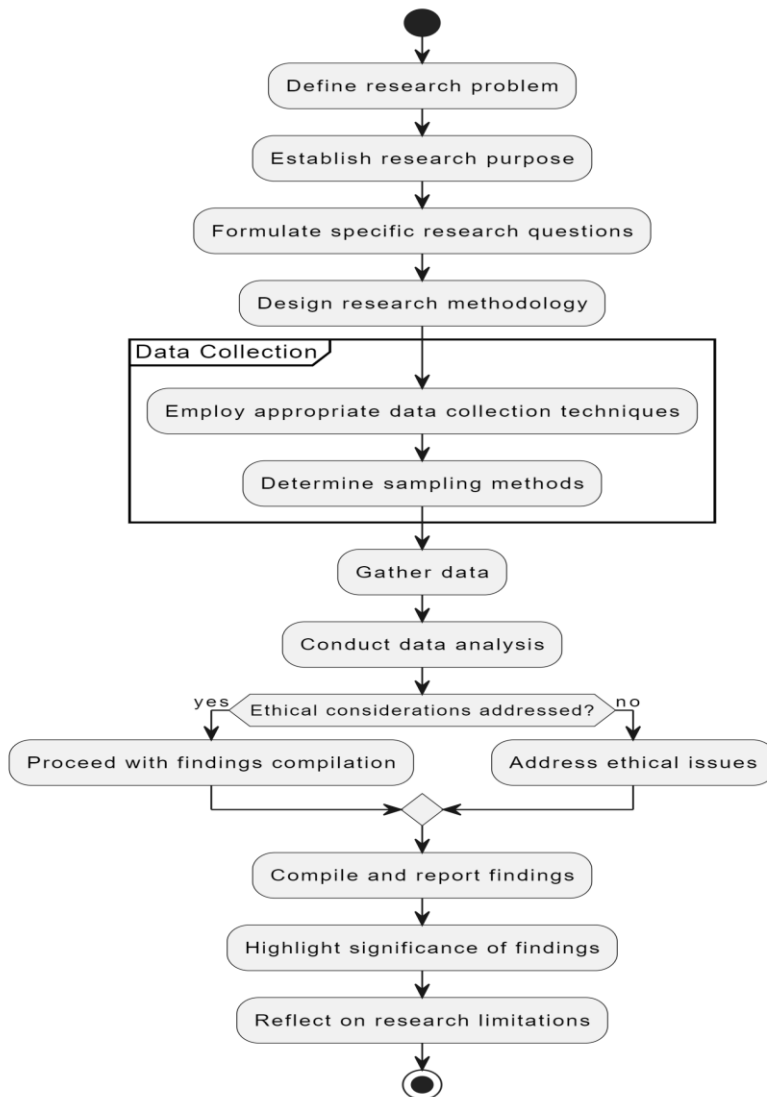 Define research problem
Establish research purpose
Formulate specific research questions
Design research methodology
Data Collection
Employ appropriate data collection techniques
Determine sampling methods
Gather data
Conduct data analysis
yes
Ethical considerations addressed?
no
Proceed with findings compilation
Address ethical issues
Compile and report findings
Highlight significance of findings
Reflect on research limitations